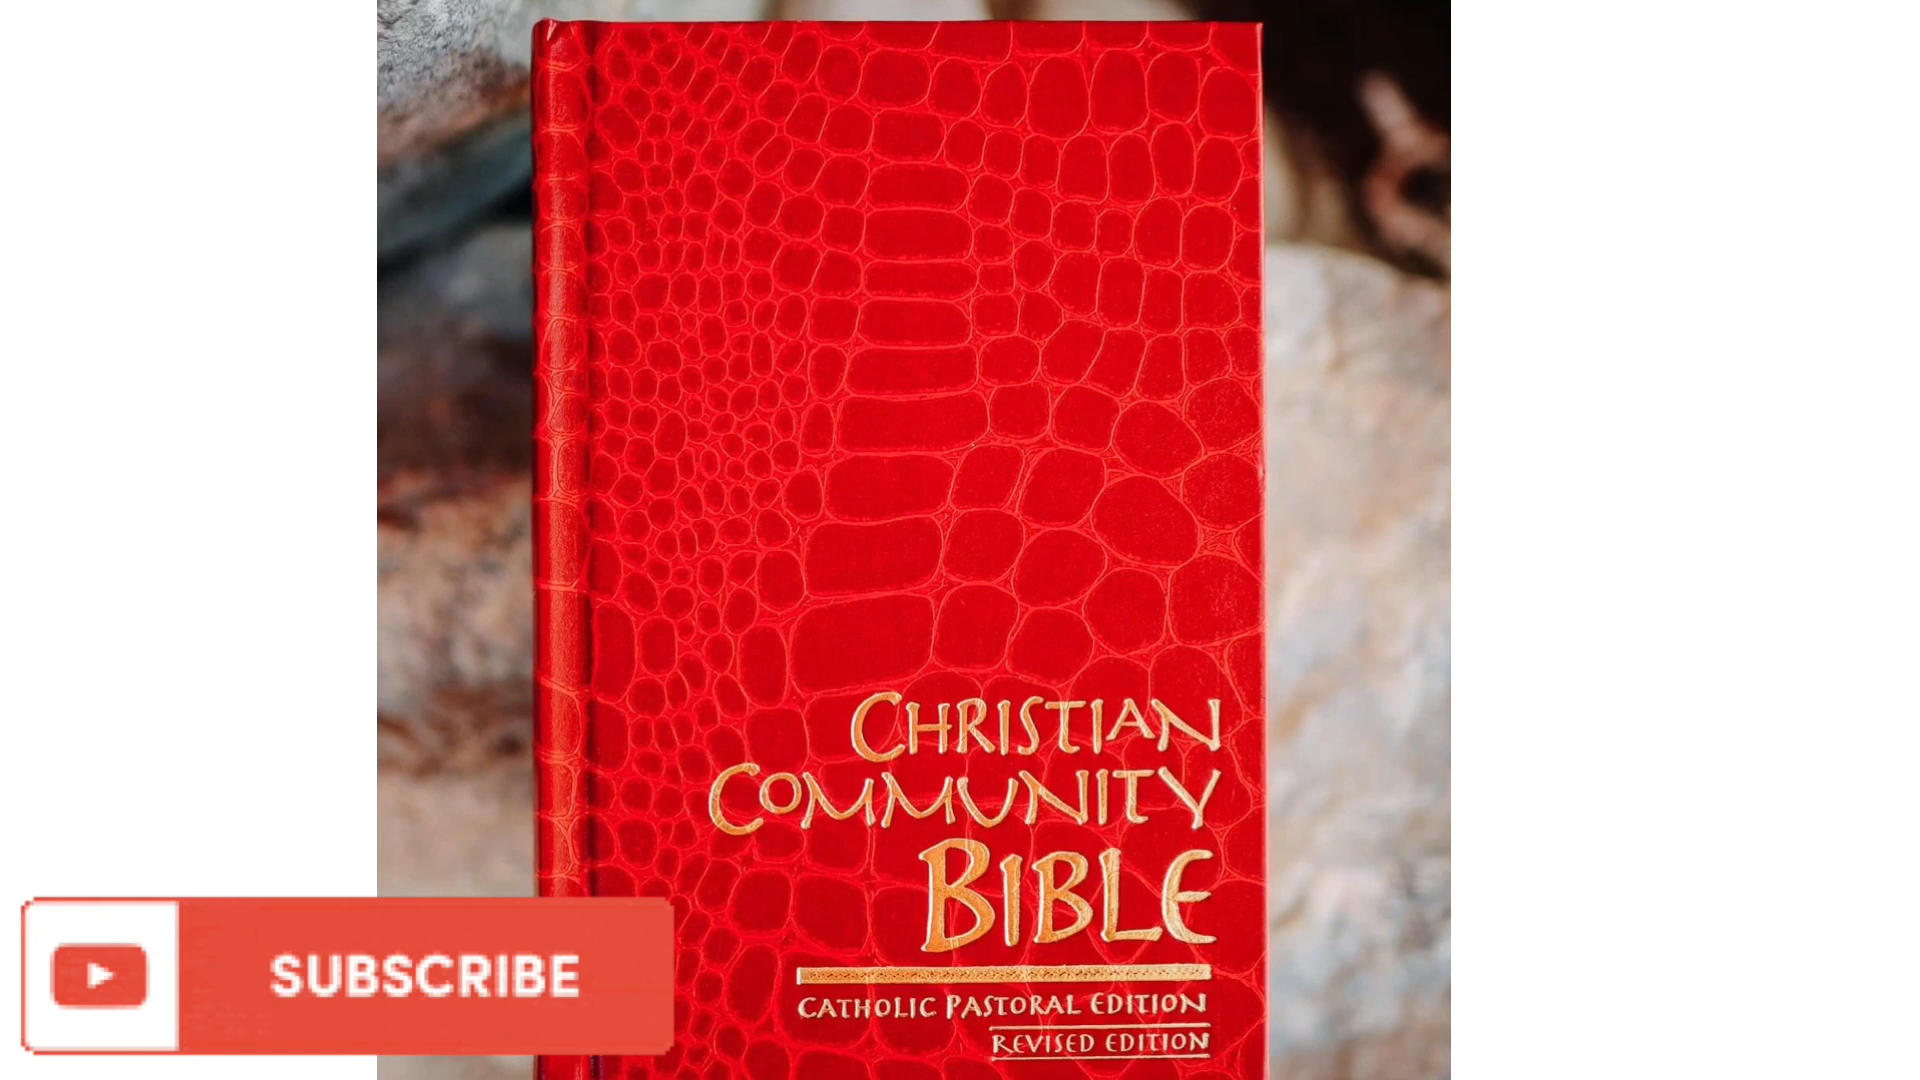 CHRISTIAN
COMMUNITY
BIBLE
CATHOLIC PASTORAL EDITION
REVISED EDITION
SUBSCRIBE